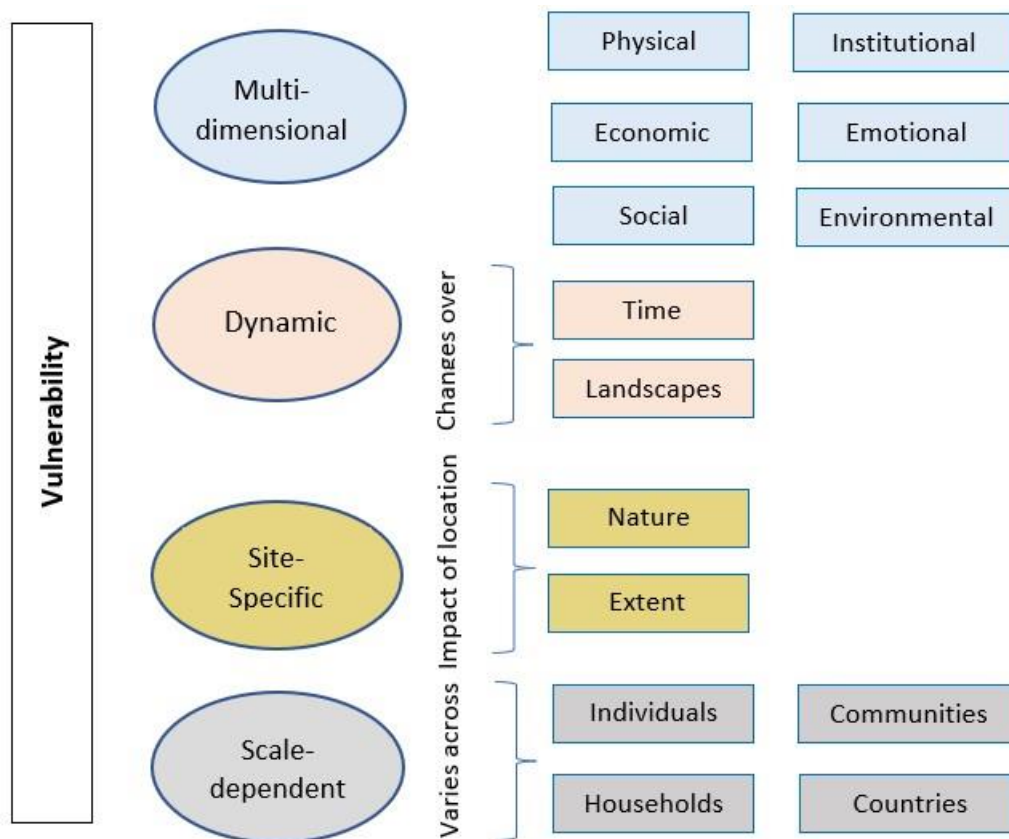 Vulnerability
Multi-
dimensional
Physical
Institutional
Economic
Emotional
Social
Environmental
Dynamic
Changes over
Time
Landscapes
Site-
Specific
Impact of location
Nature
Extent
Scale-
dependent
Varies across
Individuals
Communities
Households
Countries